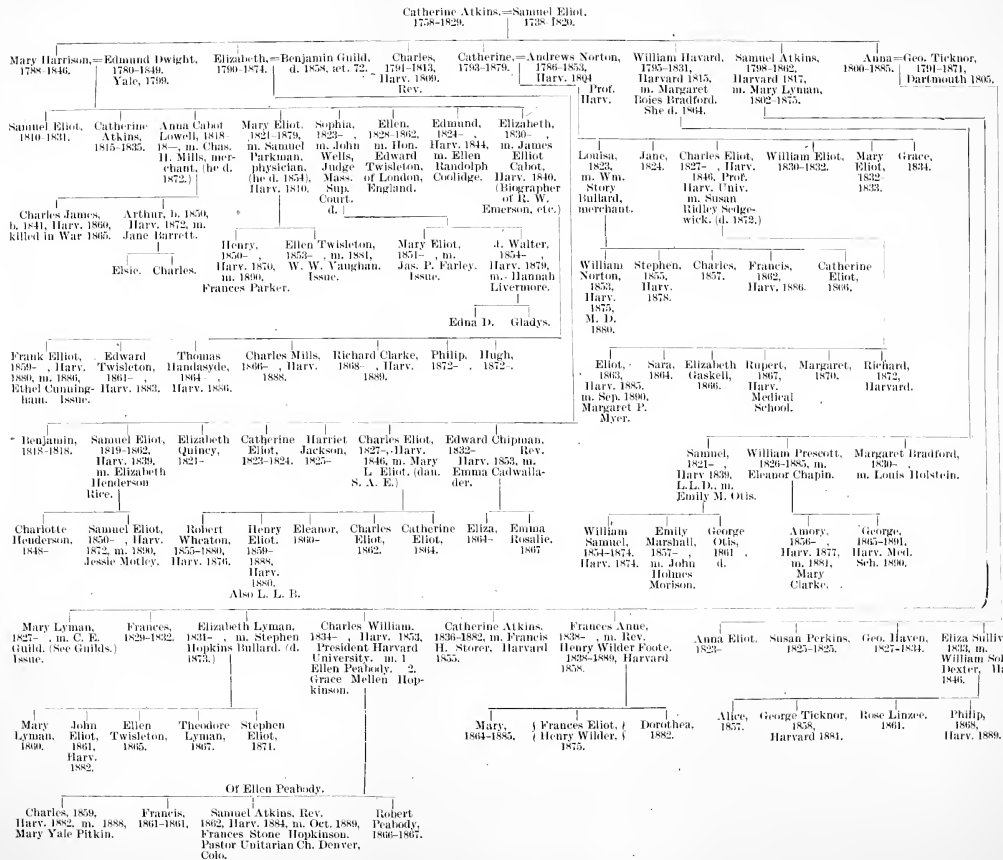 Catherine Atkins,=Samuel Eliot,
1758-1829. 1738-1820.
Mary Harrison,=Edmund Dwight,
1788-1846. 1780-1849.
Yale, 1799.
Elizabeth,=Benjamin Guild,
1790-1874. d. 1858, æt. 72.
Charles,
1791-1813,
Harv. 1809.
Rev.
Catherine,=Andrews Norton,
1793-1879. 1786-1853,
Harv. 1804
Prof.
Harv.
William Havard,
1795-1831,
Harvard 1815,
m. Margaret
Boies Bradford.
She d. 1864.
Samuel Atkins,
1798-1862,
Harvard 1817,
m. Mary Lyman,
1802-1875.
Anna=Geo. Ticknor,
1800-1885. 1791-1871,
Dartmouth 1805.
Samuel Eliot,
1810-1831.
Catherine
Atkins,
1815-1835.
Anna Cabot
Lowell, 1818-
18—, m. Chas.
H. Mills, mer-
chant, (he d.
1872.)
Mary Eliot,
1821-1879,
m. Samuel
Parkman,
physician,
(he d. 1854),
Harv. 1810.
Sophia,
1823- ,
m. John
Wells,
Judge
Mass.
Sup.
Court.
d.
Ellen,
1828-1862,
m. Hon.
Edward
Twisleton,
of London,
England.
Edmund,
1824- ,
Harv. 1844,
m. Ellen
Randolph
Coolidge.
Elizabeth,
1830- ,
m. James
Elliot
Cabot,
Harv. 1840.
(Biographer
of R. W.
Emerson, etc.)
Louisa,
1823,
m. Wm.
Story
Bullard,
merchant.
Jane,
1824.
Charles Eliot,
1827- , Harv.
1846, Prof.
Harv. Univ.
m. Susan
Ridley Sedge-
wick. (d. 1872.)
William Eliot,
1830-1832.
Mary
Eliot,
1832-
1833.
Grace,
1834.
Charles James,
b. 1841, Harv. 1860,
killed in War 1865.
Arthur, b. 1850,
Harv. 1872, m.
Jane Barrett.
Elsie. Charles.
Henry,
1850- ,
Harv. 1870,
m. 1890,
Frances Parker.
Ellen Twisleton,
1853- , m. 1881,
W. W. Vaughan.
Issue.
Mary Eliot,
1851- , m.
Jas. P. Farley.
Issue.
J. Walter,
1854- ,
Harv. 1879,
m. Hannah
Livermore.
Edna D. Gladys.
William
Norton,
1853,
Harv.
1875,
M. D.
1880.
Stephen,
1855,
Harv.
1878.
Charles,
1857.
Francis,
1862,
Harv. 1886.
Catherine
Eliot,
1866.
Frank Elliot,
1859- , Harv.
1880, m. 1886,
Ethel Cunning-
ham. Issue.
Edward
Twisleton,
1861- ,
Harv. 1883.
Thomas
Handasyde,
1864- ,
Harv. 1886.
Charles Mills,
1866- , Harv.
1888.
Richard Clarke,
1868- , Harv.
1889.
Philip,
1872- ,
Hugh,
1872-.
Eliot,
1863,
Harv. 1885,
m. Sep. 1890,
Margaret P.
Myer.
Sara,
1864.
Elizabeth
Gaskell,
1866.
Rupert,
1867,
Harv.
Medical
School.
Margaret,
1870.
Richard,
1872,
Harvard.
Benjamin,
1818-1818.
Samuel Eliot,
1819-1862,
Harv. 1839,
m. Elizabeth
Henderson
Rice.
Elizabeth
Quincy,
1821-
Catherine
Eliot,
1823-1824.
Harriet
Jackson,
1825-
Charles Eliot,
1827-, Harv.
1846, m. Mary
L Eliot. (dau.
S. A. E.)
Edward Chipman,
1832- Rev.
Harv. 1853, m.
Emma Cadwalla-
der.
Samuel,
1821- ,
Harv 1839,
L.L.D., m.
Emily M. Otis.
William Prescott,
1826-1885, m.
Eleanor Chapin.
Margaret Bradford,
1830- ,
m. Louis Holstein.
Charlotte
Henderson,
1848-
Samuel Eliot,
1850- , Harv.
1872, m. 1890,
Jessie Motley.
Robert
Wheaton,
1855-1880,
Harv. 1876.
Henry
Eliot.
1859-
1888,
Harv.
1880.
Also L. L. B.
Eleanor,
1860-
Charles
Eliot,
1862.
Catherine
Eliot,
1864.
Eliza,
1864-
Emma
Rosalie,
1867
William
Samuel,
1854-1874.
Harv. 1874.
Emily
Marshall,
1857- ,
m. John
Holmes
Morison.
George
Otis,
1861 ,
d.
Amory,
1856- ,
Harv. 1877,
m. 1881,
Mary
Clarke.
George,
1865-1891,
Harv. Med.
Sch. 1890.
Mary Lyman,
1827- , m. C. E.
Guild. (See Guilds.)
Issue.
Frances,
1829-1832.
Elizabeth Lyman,
1831- , m. Stephen
Hopkins Bullard. (d.
1873.)
Charles William,
1834- , Harv. 1853,
President Harvard
University. m. 1
Ellen Peabody. 2,
Grace Mellen Hop-
kinson.
Catherine Atkins.
1836-1882, m. Francis
H. Storer, Harvard
1855.
Frances Anne,
1838- , m. Rev.
Henry Wilder Foote.
1838-1889, Harvard
1858.
Anna Eliot.
1823-
Susan Perkins,
1825-1825.
Geo. Haven,
1827-1834.
Eliza Sulliv
1833, m.
William Sol
Dexter, Ha
1846.
Mary
Lyman,
1860.
John
Eliot,
1861,
Harv.
1882.
Ellen
Twisleton,
1865.
Theodore
Lyman,
1867.
Stephen
Eliot,
1871.
Mary,
1864-1885.
( Frances Eliot, )
( Henry Wilder, )
1875.
Dorothea,
1882.
Alice,
1857.
George Ticknor,
1858,
Harvard 1881.
Rose Linzee,
1861.
Philip,
1868,
Harv. 1889.
Of Ellen Peabody.
Charles, 1859,
Harv. 1882, m. 1888,
Mary Yale Pitkin.
Francis,
1861-1861,
Samuel Atkins, Rev.
1862, Harv. 1884, m. Oct. 1889,
Frances Stone Hopkinson.
Pastor Unitarian Ch. Denver,
Colo.
Robert
Peabody,
1866-1867.